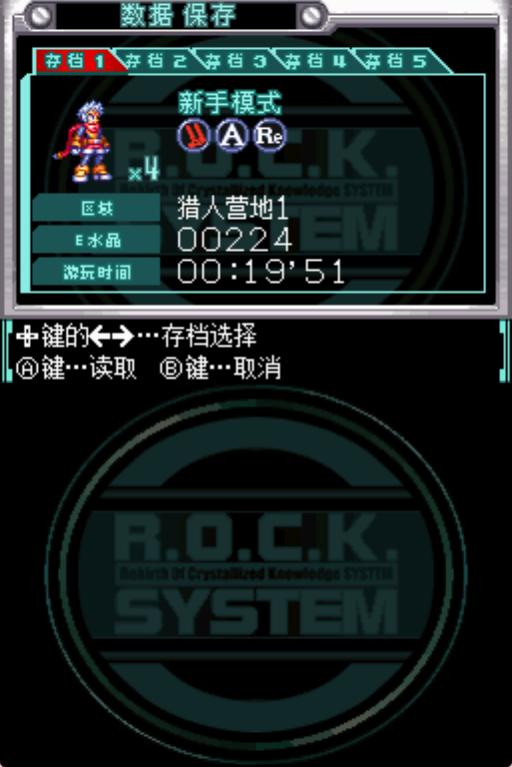 数据 保存
存档1 存档2 存档3 存档4 存档5
新手模式
A Re
×4
区域 猎人营地1
E水晶 00224
游玩时间 00:19'51
R.O.C.K.
Rebirth Of Crystallized Knowledge SYSTEM
SYSTEM
✚键的←→…存档选择
Ⓐ键…读取 Ⓑ键…取消
R.O.C.K.
Rebirth Of Crystallized Knowledge SYSTEM
SYSTEM